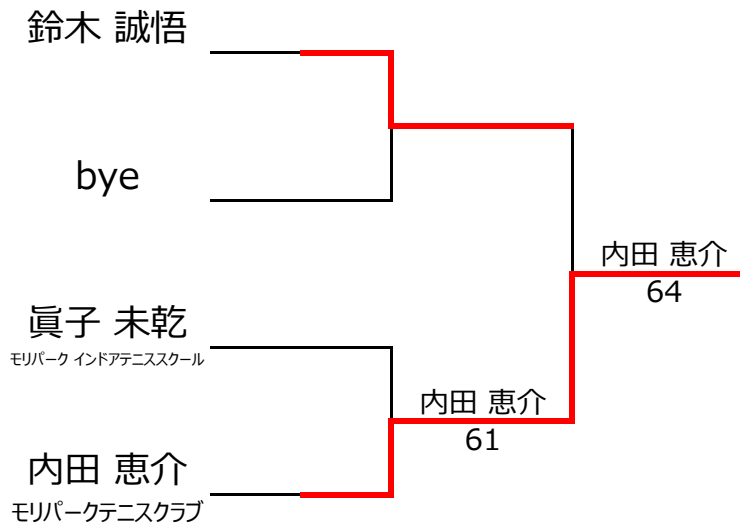 鈴木 誠悟
bye
内田 恵介
64
眞子 未乾
モリパーク インドアテニススクール
内田 恵介
61
内田 恵介
モリパークテニスクラブ